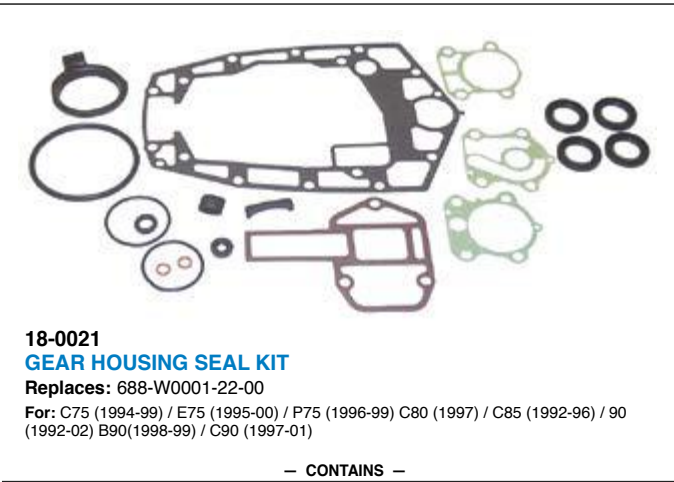 18-0021
GEAR HOUSING SEAL KIT
Replaces: 688-W0001-22-00
For: C75 (1994-99) / E75 (1995-00) / P75 (1996-99) C80 (1997) / C85 (1992-96) / 90
(1992-02) B90(1998-99) / C90 (1997-01)
— CONTAINS —